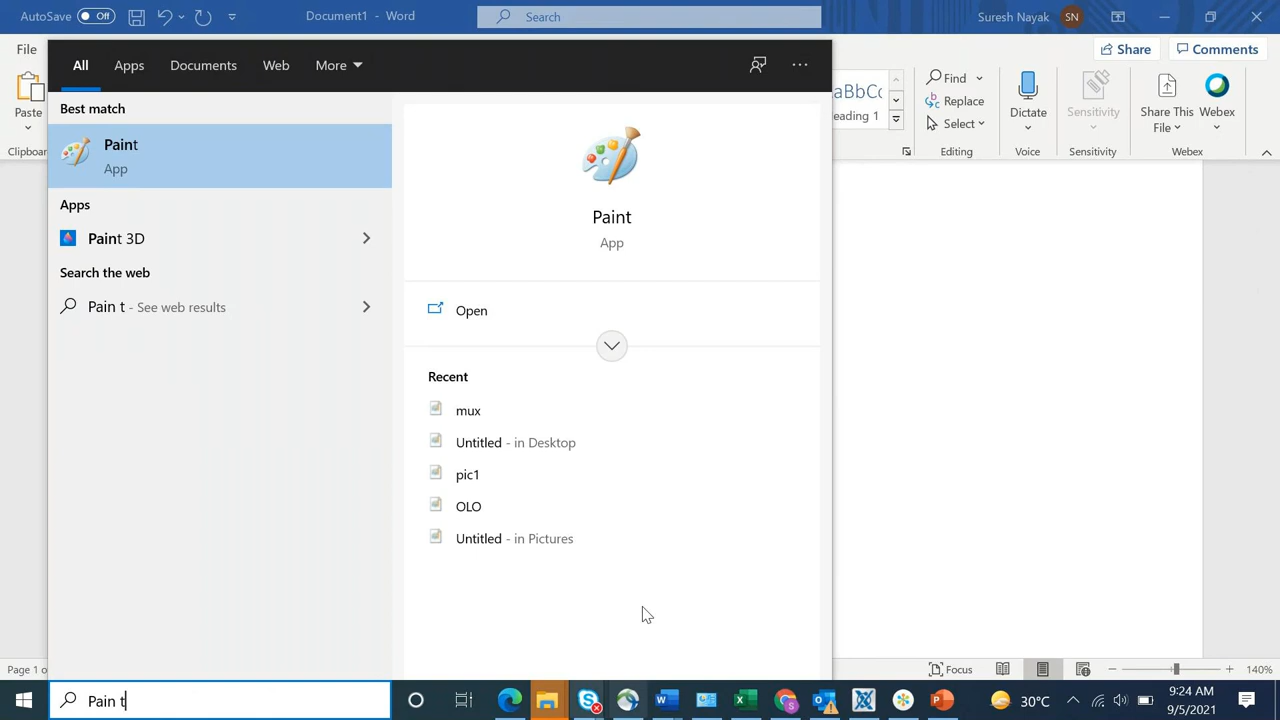 AutoSave Off Document1 - Word Search Suresh Nayak SN
File Share Comments
Paste
Clipboard
aBbCc
eading 1
Find
Replace
Select
Editing
Dictate
Voice
Sensitivity
Sensitivity
Share This
File
Webex
Webex
All Apps Documents Web More
Best match
Paint
App
Apps
Paint 3D
Search the web
Pain t - See web results
Paint
App
Open
Recent
mux
Untitled - in Desktop
pic1
OLO
Untitled - in Pictures
Page 1 o
Focus
140%
Pain t
30°C
9:24 AM
9/5/2021